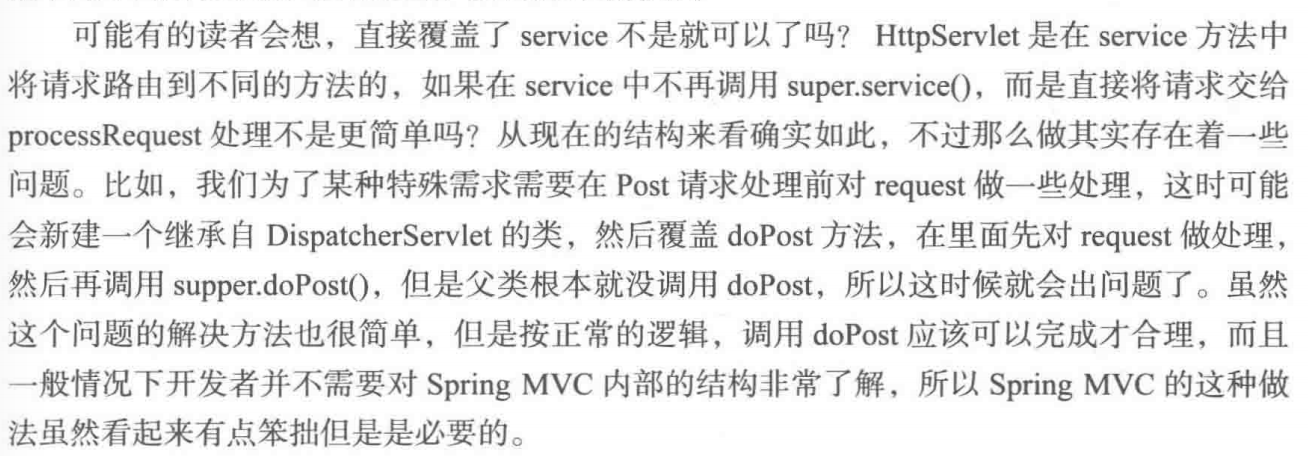 可能有的读者会想，直接覆盖了 service 不是就可以了吗？ HttpServlet 是在 service 方法中
将请求路由到不同的方法的，如果在 service 中不再调用 super.service()，而是直接将请求交给
processRequest 处理不是更简单吗？从现在的结构来看确实如此，不过那么做其实存在着一些
问题。比如，我们为了某种特殊需求需要在 Post 请求处理前对 request 做一些处理，这时可能
会新建一个继承自 DispatcherServlet 的类，然后覆盖 doPost 方法，在里面先对 request 做处理，
然后再调用 supper.doPost()，但是父类根本就没调用 doPost，所以这时候就会出问题了。虽然
这个问题的解决方法也很简单，但是按正常的逻辑，调用 doPost 应该可以完成才合理，而且
一般情况下开发者并不需要对 Spring MVC 内部的结构非常了解，所以 Spring MVC 的这种做
法虽然看起来有点笨拙但是是必要的。